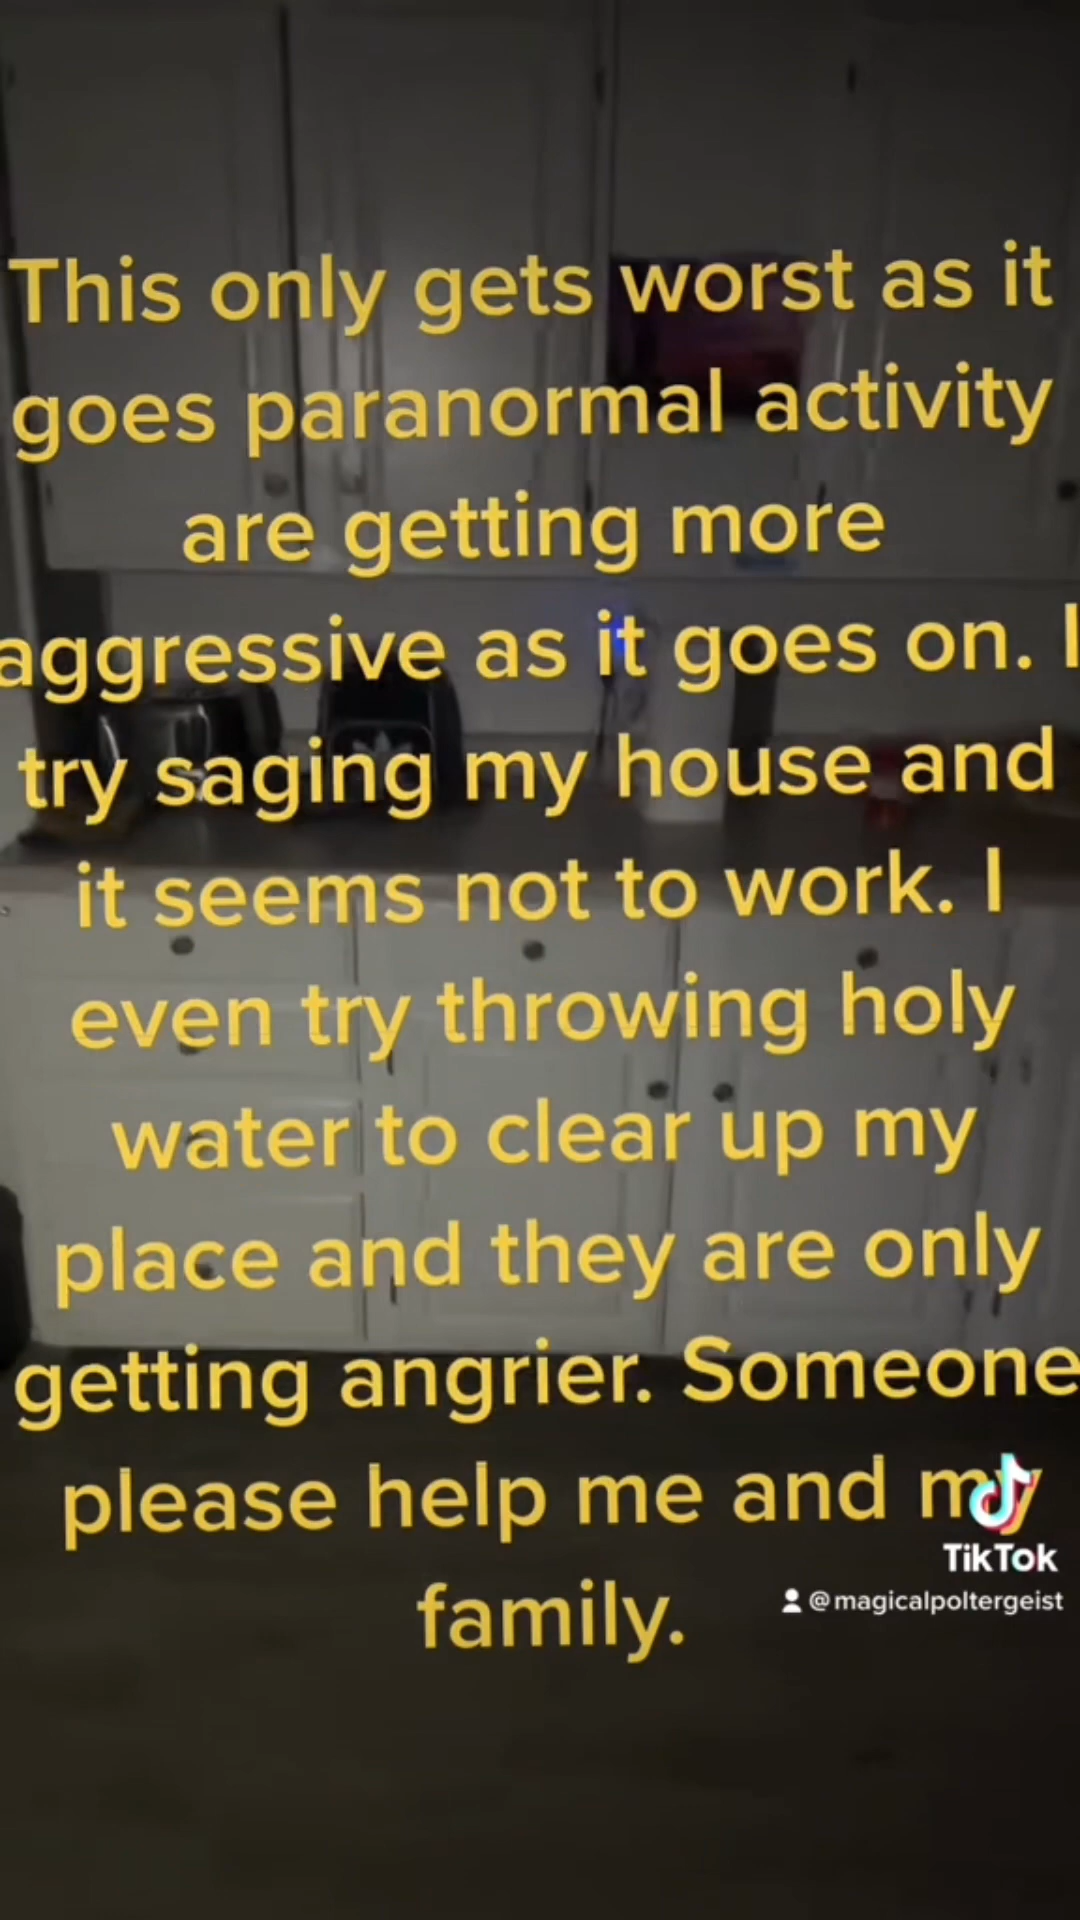 This only gets worst as it
goes paranormal activity
are getting more
aggressive as it goes on. I
try saging my house and
it seems not to work. I
even try throwing holy
water to clear up my
place and they are only
getting angrier. Someone
please help me and my
family.
TikTok
@magicalpoltergeist